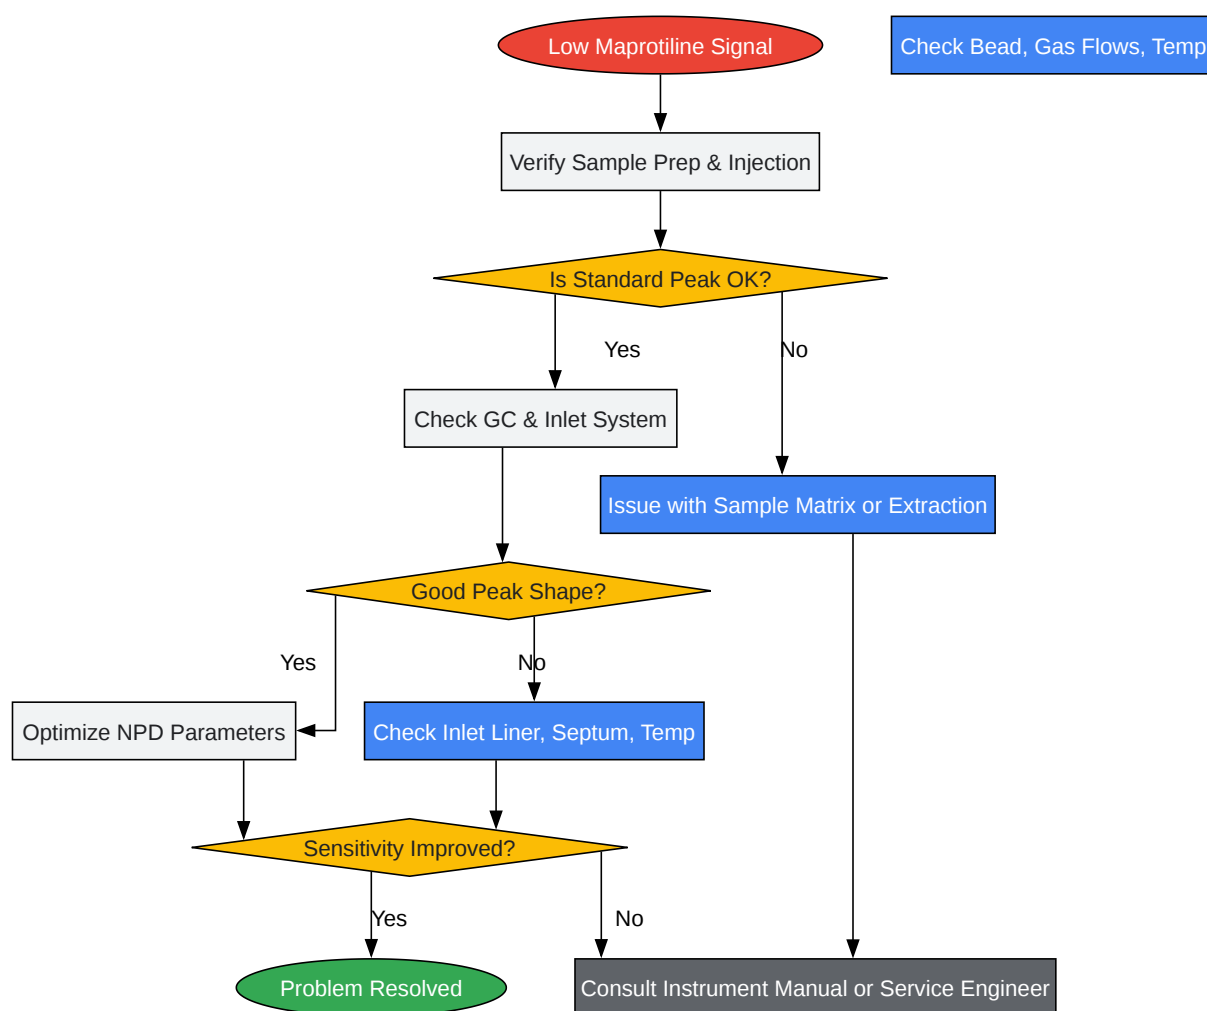 Low Maprotiline Signal
Check Bead, Gas Flows, Temp
Verify Sample Prep & Injection
Is Standard Peak OK?
Yes
No
Check GC & Inlet System
Issue with Sample Matrix or Extraction
Good Peak Shape?
Yes
No
Optimize NPD Parameters
Check Inlet Liner, Septum, Temp
Sensitivity Improved?
Yes
No
Problem Resolved
Consult Instrument Manual or Service Engineer